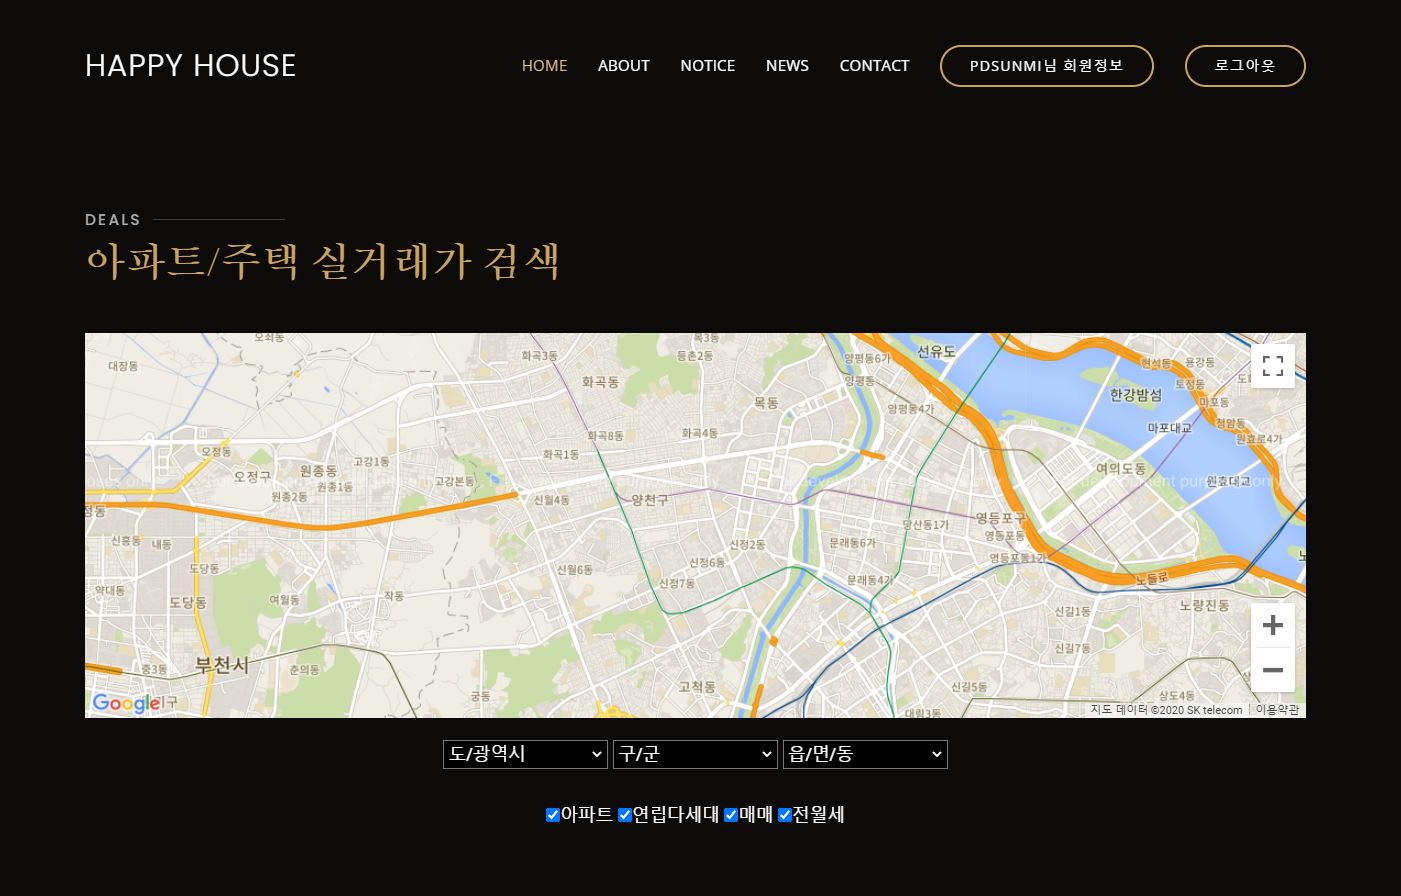 HAPPY HOUSE
HOME ABOUT NOTICE NEWS CONTACT PDSUNMI님 회원정보 로그아웃
DEALS
아파트/주택 실거래가 검색
오쇠동 화곡3동 목3동 양평동6가 선유도
대장동 등촌2동 현석동 용강동
화곡동 양평동 토정동
목동 양평동4가 한강밤섬 마포동
화곡8동 화곡4동 마포대교 청암동
오정동 화곡1동 원효로4가
오정구 원종동 고강1동 여의도동
원종2동 원종1동 고강본동 원효대교
신월4동 양천구
영등포구
신흥동 당산동1가 영등포동
내동 신정2동 문래동6가
도당동 신월6동 신정6동 영등포동1가
약대동 신정7동 문래동4가 노들로
도당동 여월동 작동 노량진동
신길1동
부천시 춘의동 신길7동
중3동 궁동 고척동 신길5동
상도4동
Google
대림3동
지도 데이터 ©2020 SK telecom 이용약관
도/광역시 구/군 읍/면/동
아파트 연립다세대 매매 전월세